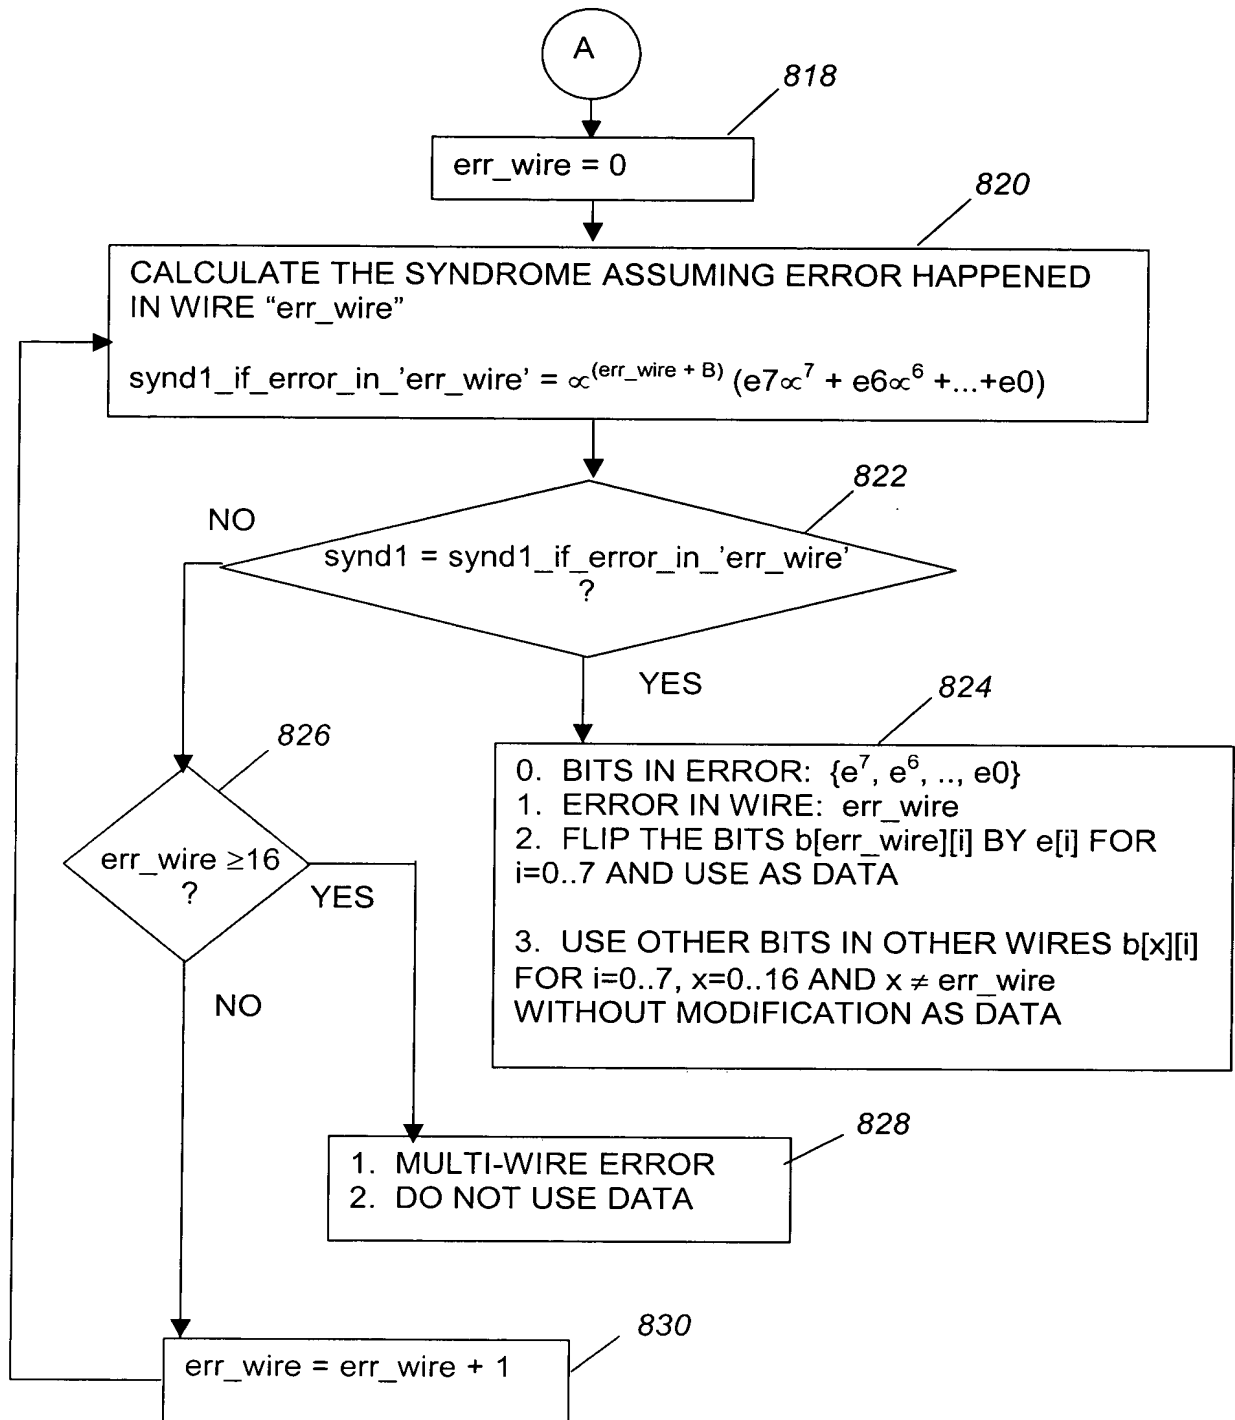 A
818
err_wire = 0
820
CALCULATE THE SYNDROME ASSUMING ERROR HAPPENED
IN WIRE “err_wire”
synd1_if_error_in_’err_wire’ = ∝^(err_wire + B) (e7∝^7 + e6∝^6 +...+e0)
822
NO
synd1 = synd1_if_error_in_’err_wire’
?
YES
824
826
0. BITS IN ERROR: {e^7, e^6, .., e0}
1. ERROR IN WIRE: err_wire
2. FLIP THE BITS b[err_wire][i] BY e[i] FOR
i=0..7 AND USE AS DATA
err_wire ≥16
?
YES
3. USE OTHER BITS IN OTHER WIRES b[x][i]
FOR i=0..7, x=0..16 AND x ≠ err_wire
WITHOUT MODIFICATION AS DATA
NO
828
1. MULTI-WIRE ERROR
2. DO NOT USE DATA
830
err_wire = err_wire + 1